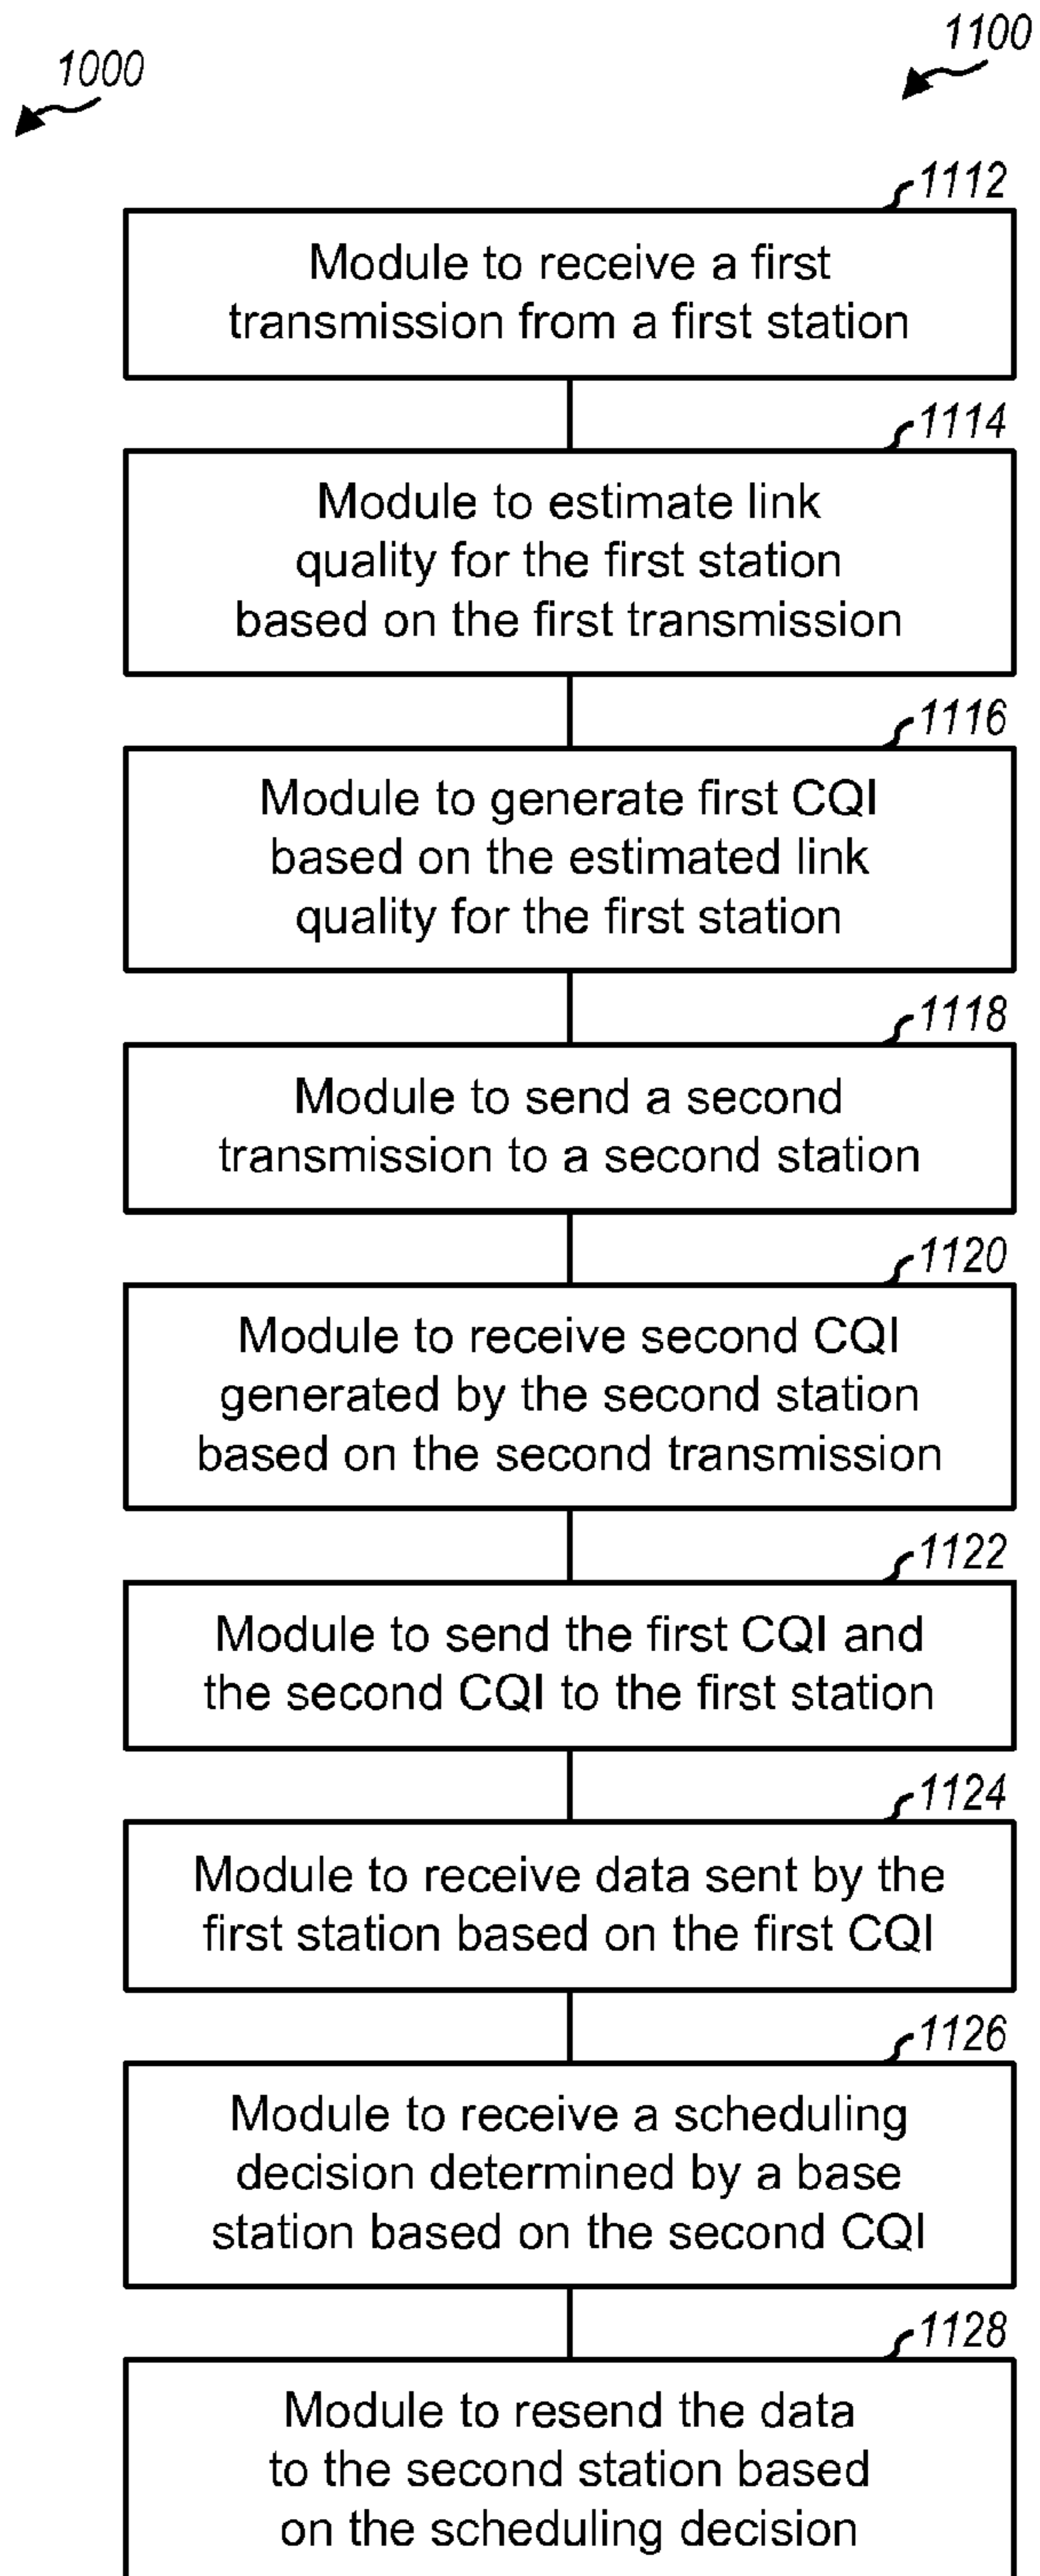 1000
1100
1112
Module to receive a first
transmission from a first station
1114
Module to estimate link
quality for the first station
based on the first transmission
1116
Module to generate first CQI
based on the estimated link
quality for the first station
1118
Module to send a second
transmission to a second station
1120
Module to receive second CQI
generated by the second station
based on the second transmission
1122
Module to send the first CQI and
the second CQI to the first station
1124
Module to receive data sent by the
first station based on the first CQI
1126
Module to receive a scheduling
decision determined by a base
station based on the second CQI
1128
Module to resend the data
to the second station based
on the scheduling decision